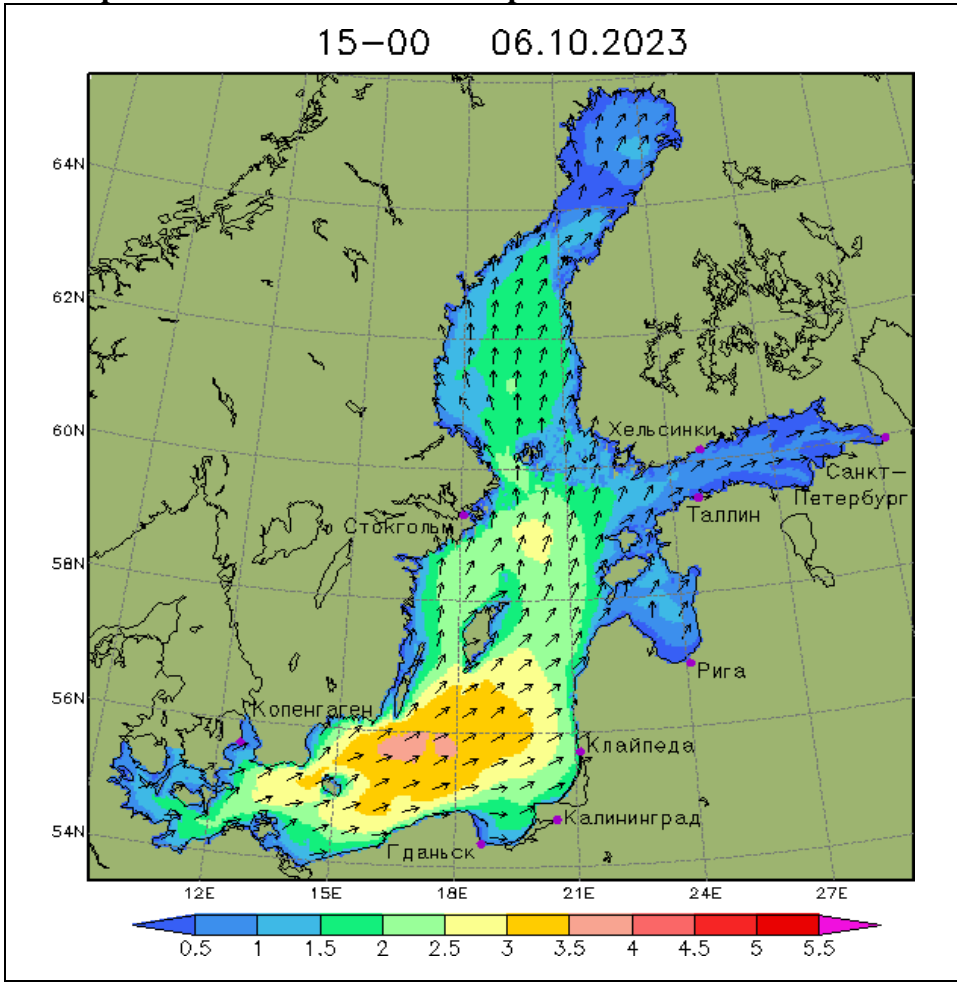 15-00 06.10.2023
64N
62N
60N
Хельсинки
Санкт-
Петербург
Таллин
Стокгольм
58N
Рига
56N
Копенгаген
Клайпеда
Калининград
54N
Гданьск
12E 15E 18E 21E 24E 27E
0.5 1 1.5 2 2.5 3 3.5 4 4.5 5 5.5